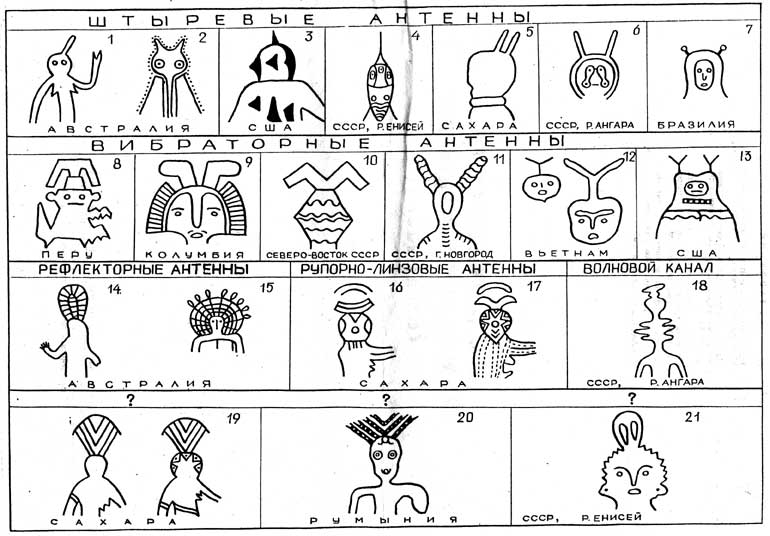 ШТЫРЕВЫЕ АНТЕННЫ
1 2 3 4 5 6 7
АВСТРАЛИЯ США СССР, Р.ЕНИСЕЙ САХАРА СССР, Р.АНГАРА БРАЗИЛИЯ
ВИБРАТОРНЫЕ АНТЕННЫ
8 9 10 11 12 13
ПЕРУ КОЛУМБИЯ СЕВЕРО-ВОСТОК СССР СССР, Г.НОВГОРОД ВЬЕТНАМ США
РЕФЛЕКТОРНЫЕ АНТЕННЫ РУПОРНО-ЛИНЗОВЫЕ АНТЕННЫ ВОЛНОВОЙ КАНАЛ
14. 15 16 17 18
АВСТРАЛИЯ САХАРА СССР, Р.АНГАРА
? ? ?
19 20 21
САХАРА РУМЫНИЯ СССР, Р.ЕНИСЕЙ